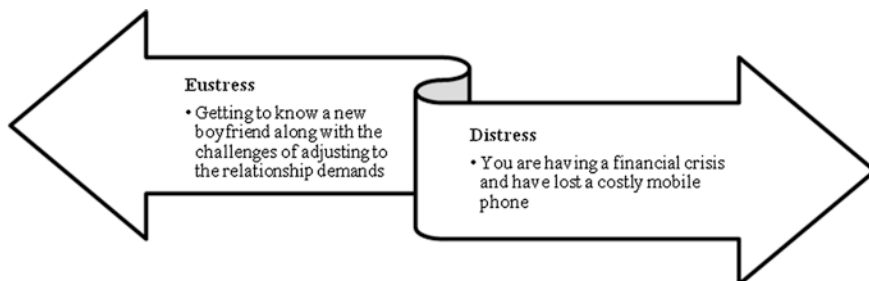 Eustress
• Getting to know a new
boyfriend along with the
challenges of adjusting to
the relationship demands
Distress
• You are having a financial crisis
and have lost a costly mobile
phone